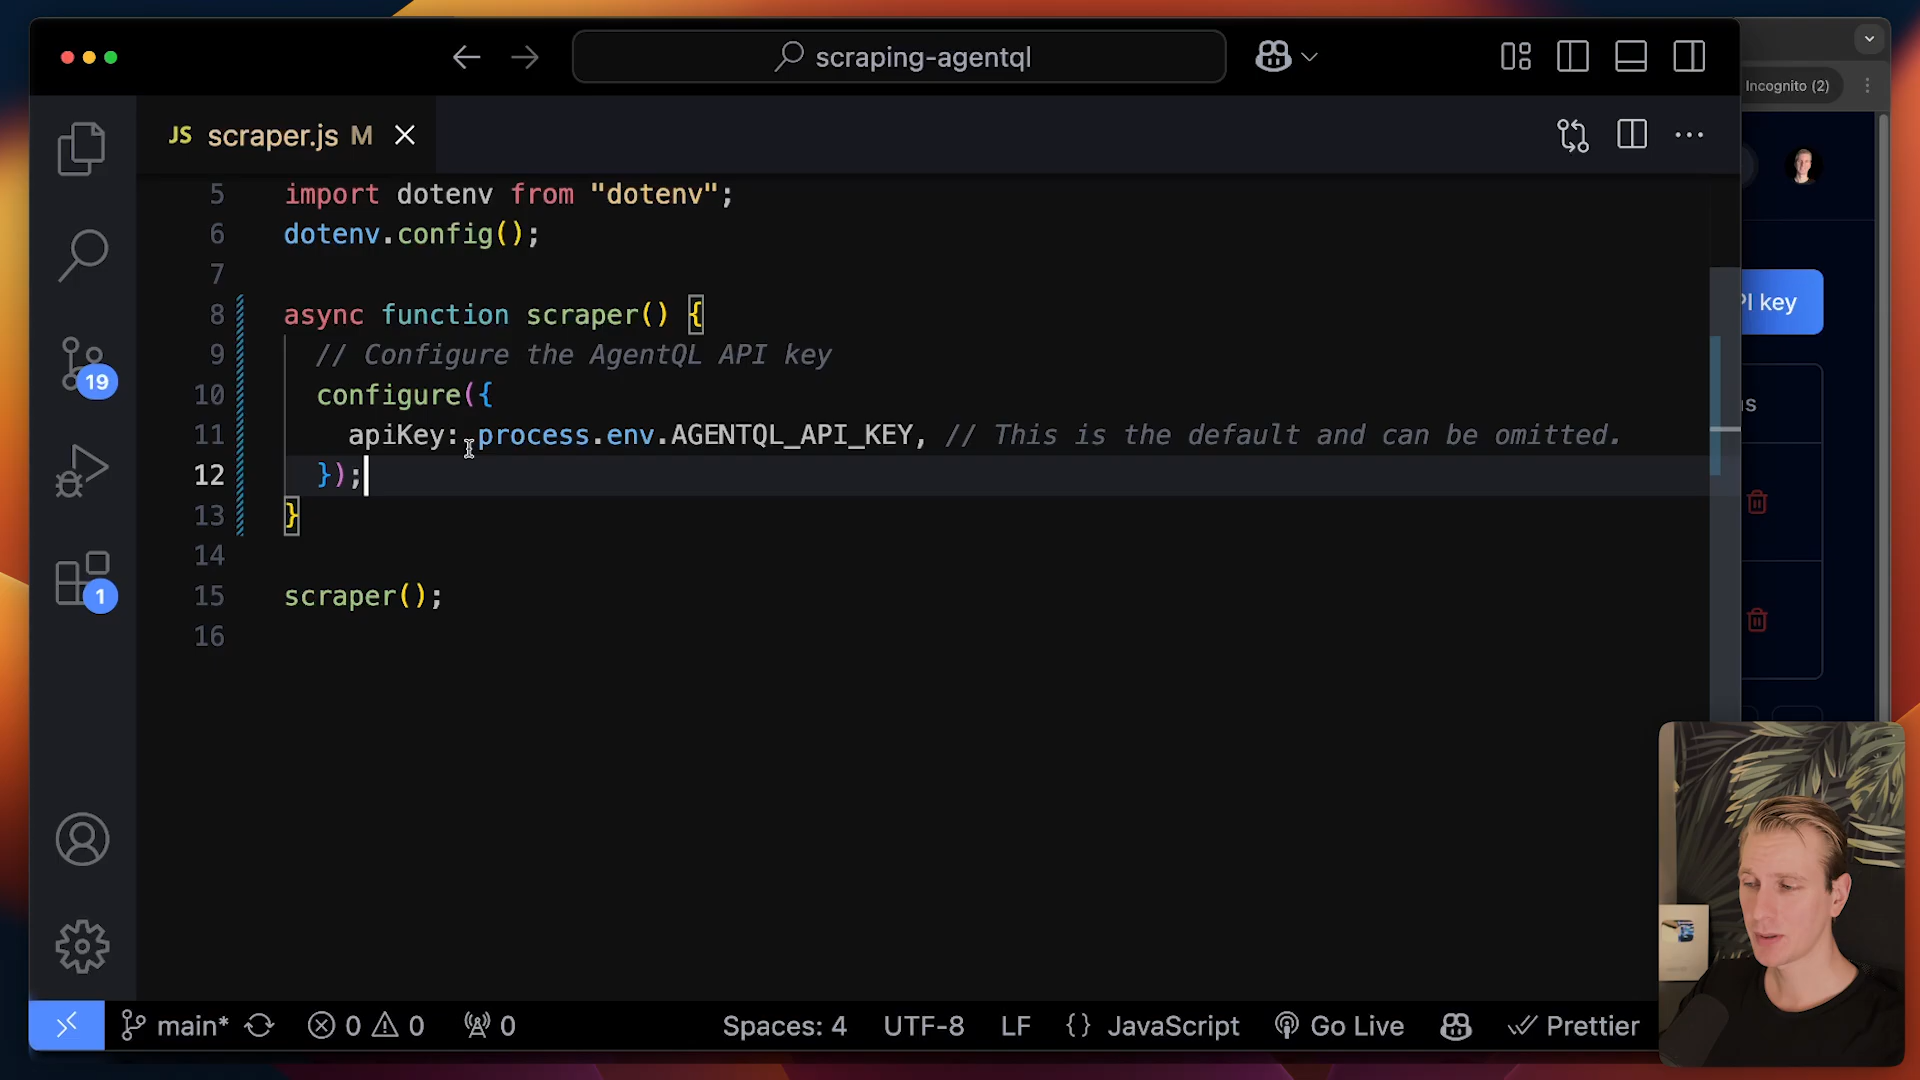 scraping-agentql
Incognito (2)
JS scraper.js M
5 import dotenv from "dotenv";
6 dotenv.config();
7
8 async function scraper() {
9 // Configure the AgentQL API key
10 configure({
11 apiKey: process.env.AGENTQL_API_KEY, // This is the default and can be omitted.
12 });
13 }
14
15 scraper();
16
PI key
us
19
1
main* 0 0 0 Spaces: 4 UTF-8 LF {} JavaScript Go Live Prettier